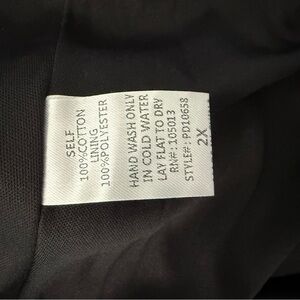 SELF
100%COTTON
LINING
100%POLYESTER
HAND WASH ONLY
IN COLD WATER
LAY FLAT TO DRY
RN#: 105013
STYLE#: PD10658
2X